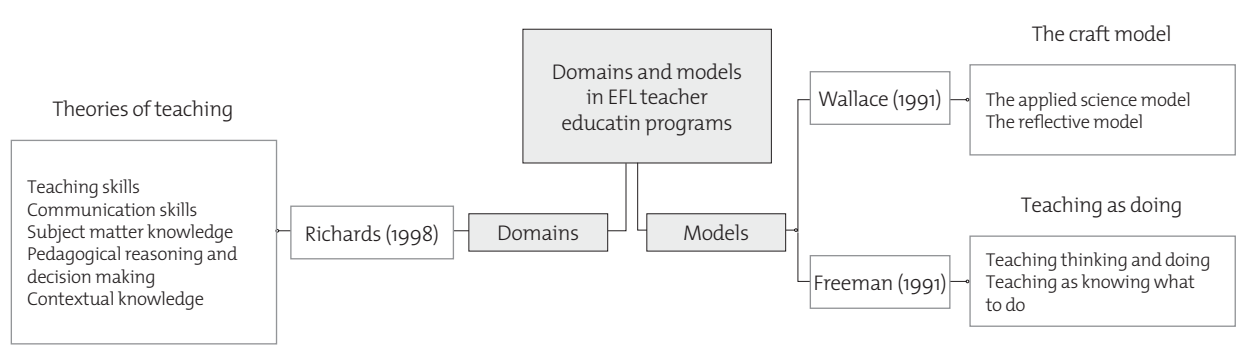 Domains and models
in EFL teacher
educatin programs
Theories of teaching
Teaching skills
Communication skills
Subject matter knowledge
Pedagogical reasoning and
decision making
Contextual knowledge
Richards (1998)
Domains
Models
Wallace (1991)
The craft model
The applied science model
The reflective model
Freeman (1991)
Teaching as doing
Teaching thinking and doing
Teaching as knowing what
to do